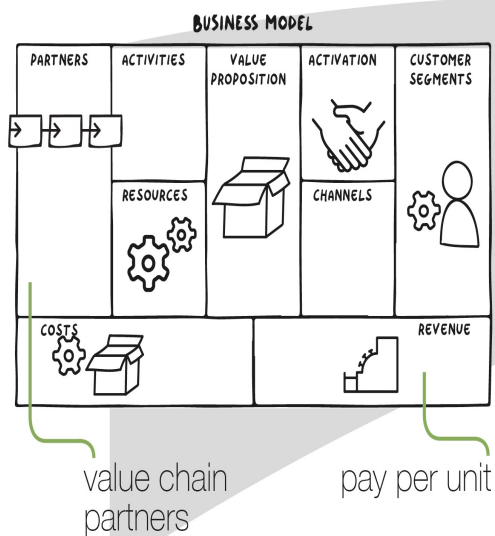 BUSINESS MODEL
PARTNERS
ACTIVITIES
VALUE
PROPOSITION
ACTIVATION
CUSTOMER
SEGMENTS
RESOURCES
CHANNELS
COSTS
REVENUE
value chain
partners
pay per unit